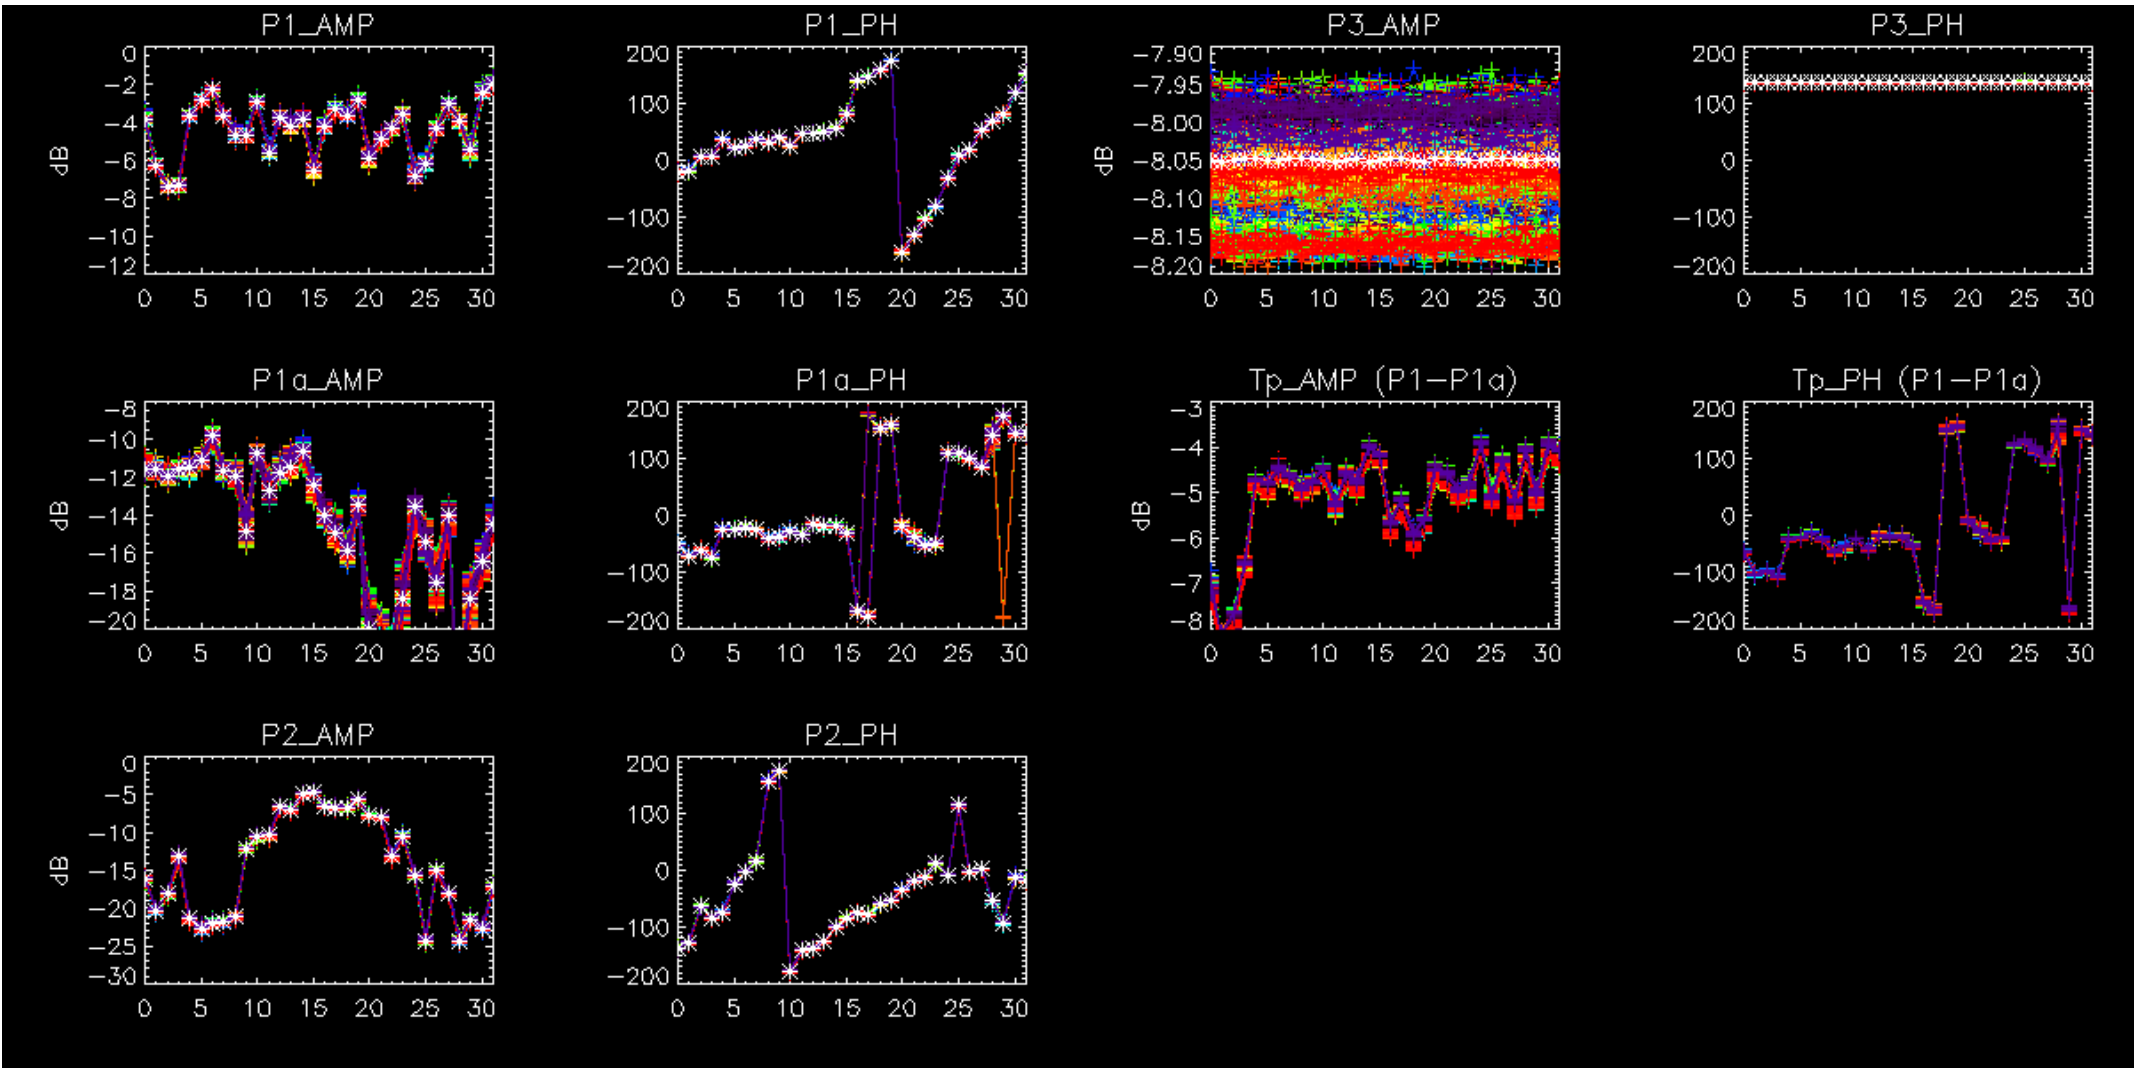 P1_AMP
P1_PH
P3_AMP
P3_PH
dB
0
−2
−4
−6
−8
−10
−12
0 5 10 15 20 25 30
200
100
0
−100
−200
0 5 10 15 20 25 30
dB
−7.90
−7.95
−8.00
−8.05
−8.10
−8.15
−8.20
0 5 10 15 20 25 30
200
100
0
−100
−200
0 5 10 15 20 25 30
P1a_AMP
P1a_PH
Tp_AMP (P1−P1a)
Tp_PH (P1−P1a)
dB
−8
−10
−12
−14
−16
−18
−20
0 5 10 15 20 25 30
200
100
0
−100
−200
0 5 10 15 20 25 30
dB
−3
−4
−5
−6
−7
−8
0 5 10 15 20 25 30
200
100
0
−100
−200
0 5 10 15 20 25 30
P2_AMP
P2_PH
dB
0
−5
−10
−15
−20
−25
−30
0 5 10 15 20 25 30
200
100
0
−100
−200
0 5 10 15 20 25 30